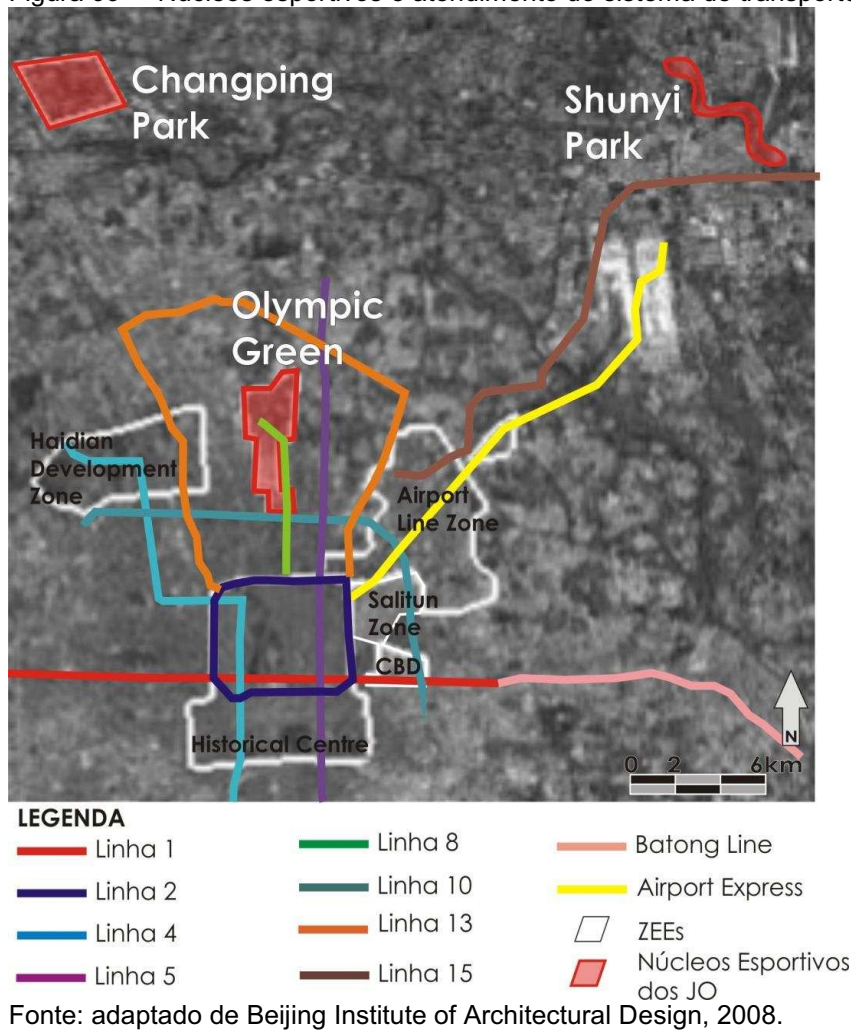 Changping
Park
Shunyi
Park
Olympic
Green
Haidian
Development
Zone
Airport
Line Zone
Salitun
Zone
CBD
Historical Centre
N
0 2 6km
LEGENDA
Linha 1
Linha 2
Linha 4
Linha 5
Linha 8
Linha 10
Linha 13
Linha 15
Batong Line
Airport Express
ZEEs
Núcleos Esportivos
dos JO
Fonte: adaptado de Beijing Institute of Architectural Design, 2008.